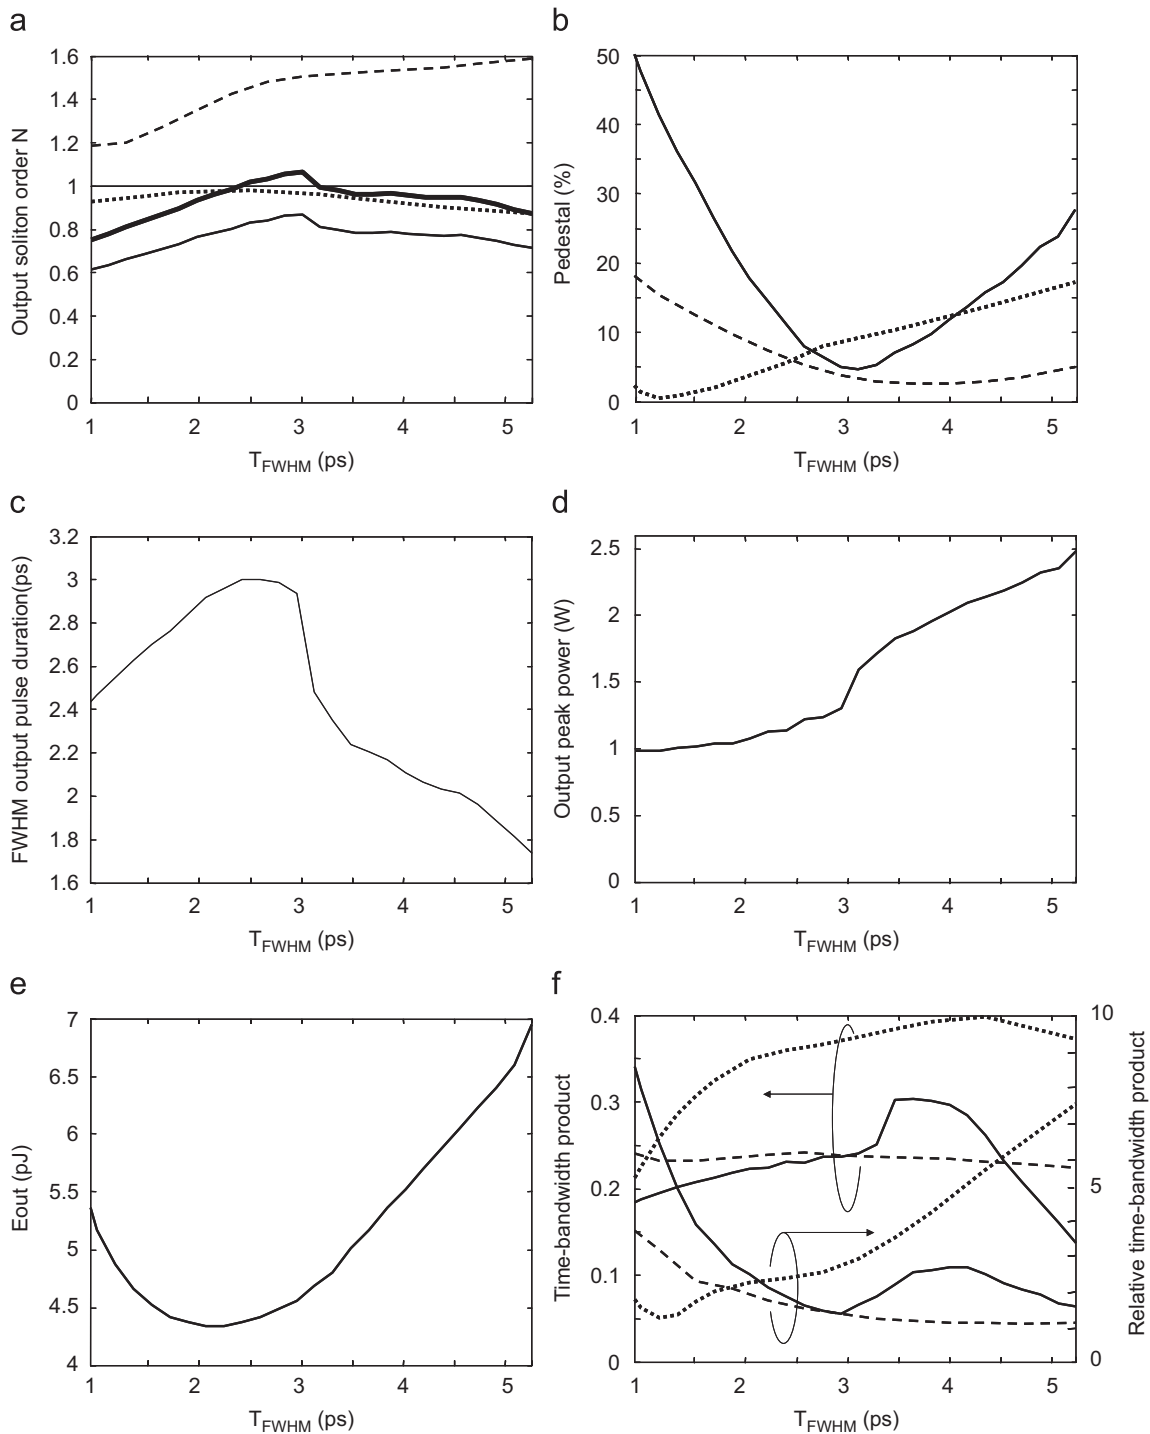 a
1.6
1.4
1.2
1
0.8
0.6
0.4
0.2
0
Output soliton order N
1 2 3 4 5
TFWHM (ps)
b
50
40
30
20
10
0
Pedestal (%)
1 2 3 4 5
TFWHM (ps)
c
3.2
3
2.8
2.6
2.4
2.2
2
1.8
1.6
FWHM output pulse duration(ps)
1 2 3 4 5
TFWHM (ps)
d
2.5
2
1.5
1
0.5
0
Output peak power (W)
1 2 3 4 5
TFWHM (ps)
e
7
6.5
6
5.5
5
4.5
4
Eout (pJ)
1 2 3 4 5
TFWHM (ps)
f
0.4
0.3
0.2
0.1
0
Time-bandwidth product
10
5
0
Relative time-bandwidth product
1 2 3 4 5
TFWHM (ps)